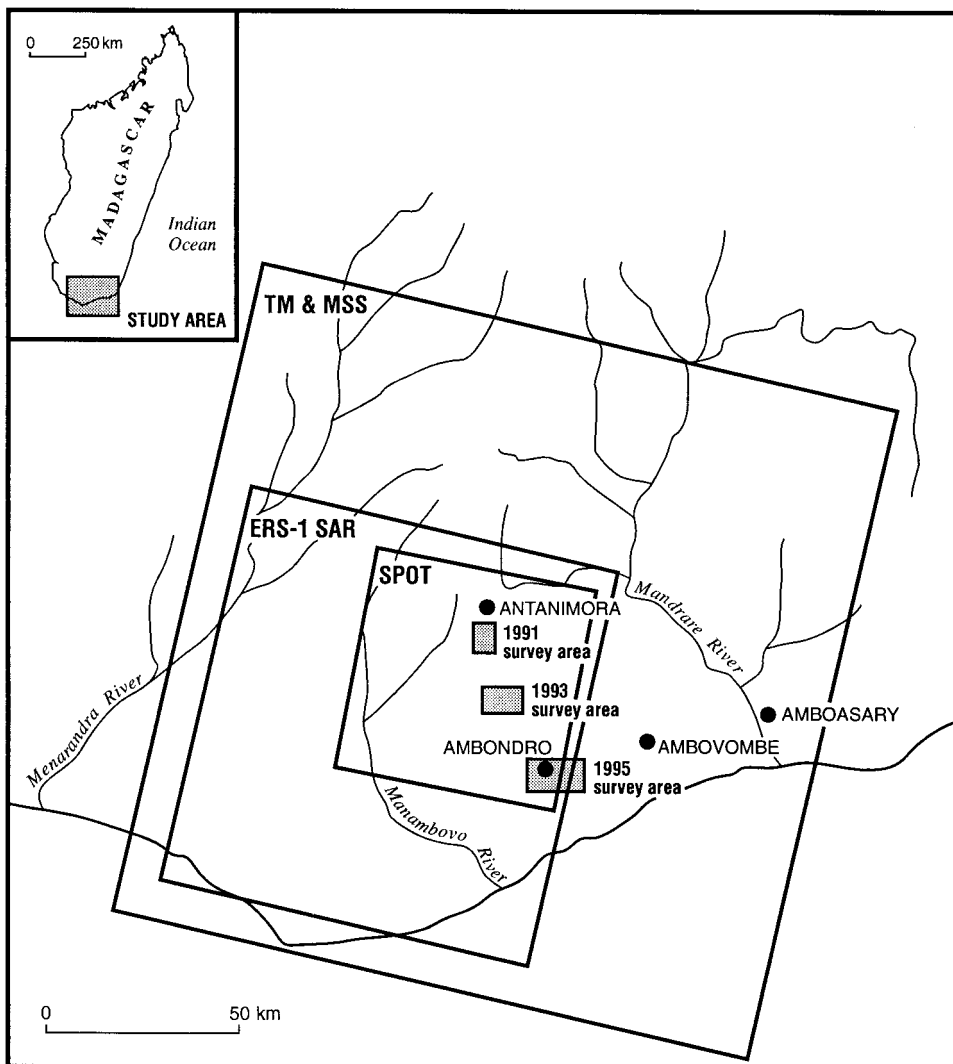 0 250 km
MADAGASCAR
Indian
Ocean
STUDY AREA
TM & MSS
ERS-1 SAR
SPOT
ANTANIMORA
1991
survey area
Mandrare River
1993
survey area
Menarandra River
AMBOASARY
AMBONDRO
AMBOVOMBE
1995
survey area
Manambovo River
0 50 km